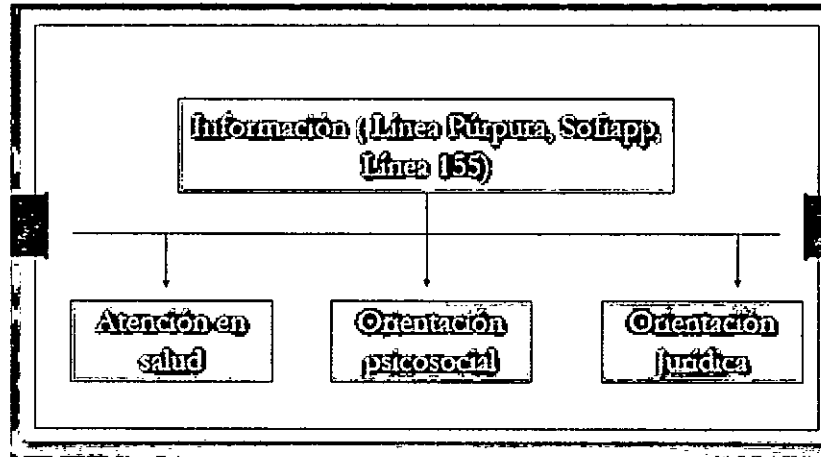 Información ( Línea Púrpura, Sofiapp,
Línea 155)
Atención en
salud
Orientación
psicosocial
Orientación
Jurídica